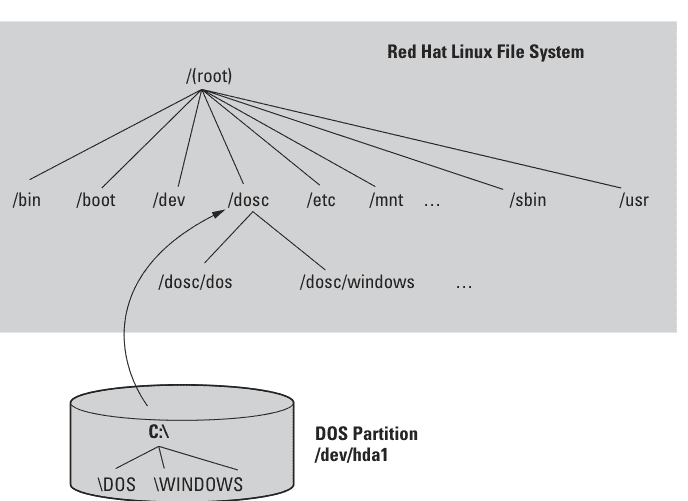 Red Hat Linux File System
/(root)
/bin /boot /dev /dosc /etc /mnt ... /sbin /usr
/dosc/dos /dosc/windows ...
C:\
DOS Partition
/dev/hda1
\DOS \WINDOWS